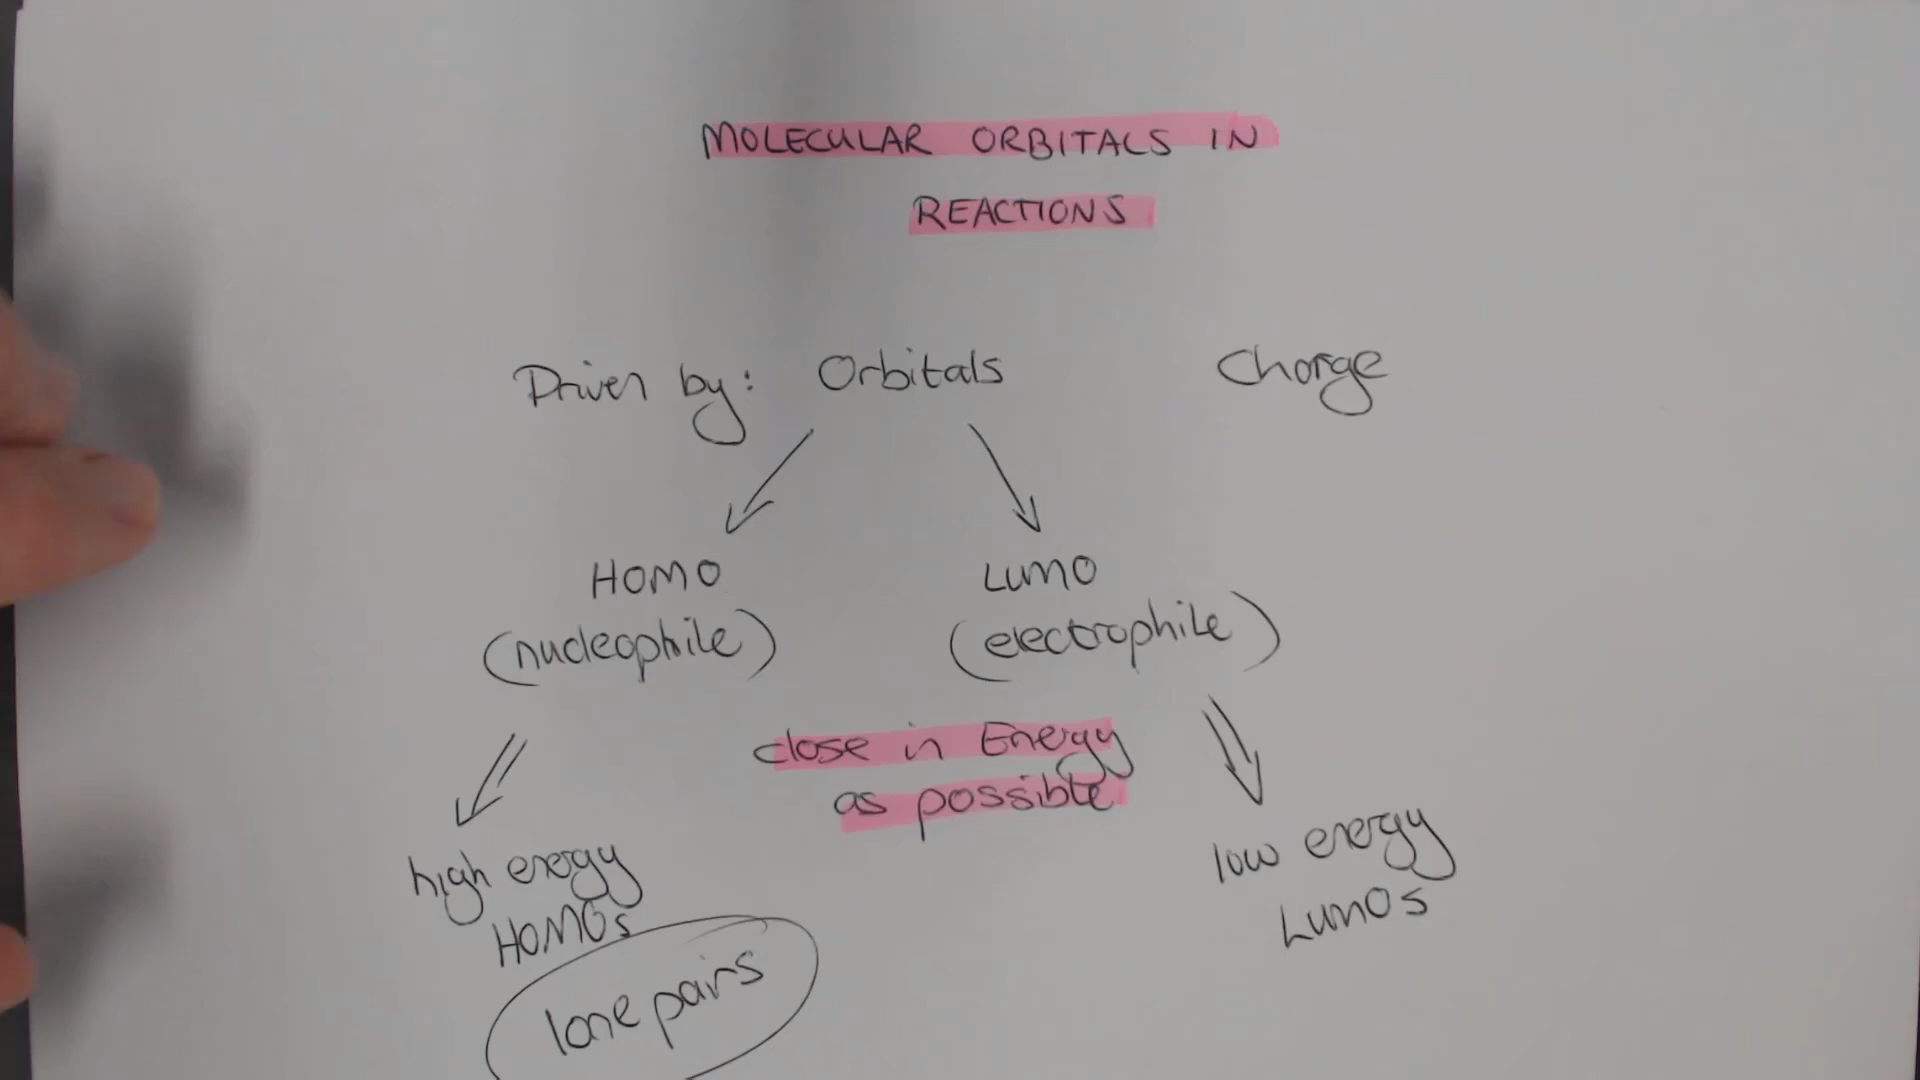 MOLECULAR ORBITALS IN
REACTIONS
Driven by: Orbitals Charge
HOMO LUMO
(nucleophile) (electrophile)
close in Energy
as possible
high energy
HOMOs
low energy
LUMOs
lone pairs